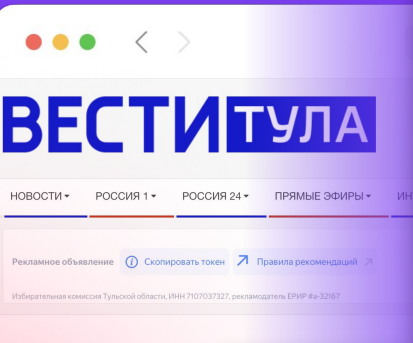 ВЕСТИ ТУЛА
НОВОСТИ РОССИЯ 1 РОССИЯ 24 ПРЯМЫЕ ЭФИРЫ ИН
Рекламное объявление Скопировать токен Правила рекомендаций
Избирательная комиссия Тульской области, ИНН 7107037327, рекламодатель ЕРИР #a-32167